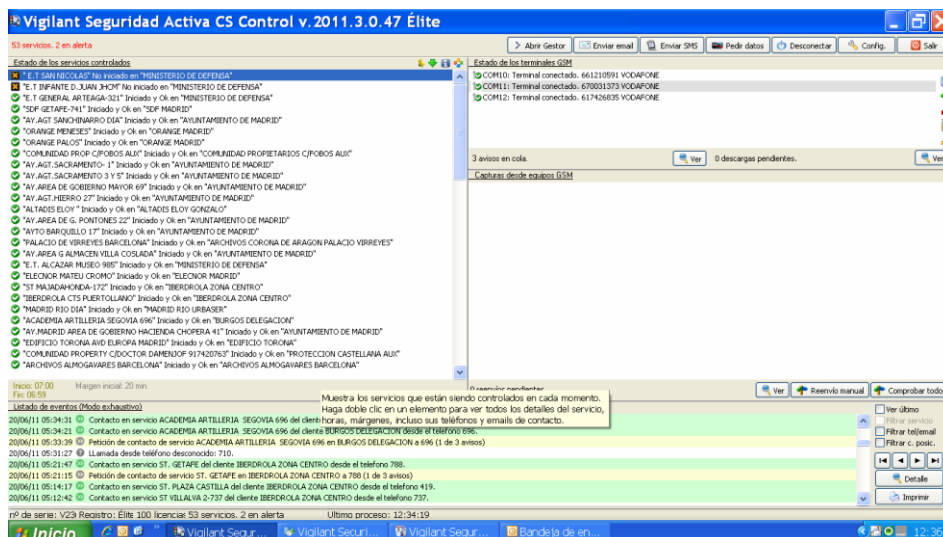 Vigilant Seguridad Activa CS Control v.2011.3.0.47 Élite
53 servicios. 2 en alerta
Abrir Gestor
Enviar email
Enviar SMS
Pedir datos
Desconectar
Config.
Salir
Estado de los servicios controlados
"E.T SAN NICOLAS" No iniciado en "MINISTERIO DE DEFENSA"
"E.T INFANTE D.JUAN JHOM" No iniciado en "MINISTERIO DE DEFENSA"
"E.T GENERAL ARTEAGA-321" Iniciado y Ok en "MINISTERIO DE DEFENSA"
"SDF GETAFE-741" Iniciado y Ok en "SDF MADRID"
"AY.AGT SANCHINARRO DIA" Iniciado y Ok en "AYUNTAMIENTO DE MADRID"
"ORANGE MENESES" Iniciado y Ok en "ORANGE MADRID"
"ORANGE PALOS" Iniciado y Ok en "ORANGE MADRID"
"COMUNIDAD PROP C/FOBOS AUX" Iniciado y Ok en "COMUNIDAD PROPIETARIOS C/FOBOS AUX"
"AY.AGT.SACRAMENTO- 1" Iniciado y Ok en "AYUNTAMIENTO DE MADRID"
"AY.AGT.SACRAMENTO 3 Y 5" Iniciado y Ok en "AYUNTAMIENTO DE MADRID"
"AY.AREA DE GOBIERNO MAYOR 69" Iniciado y Ok en "AYUNTAMIENTO DE MADRID"
"AY.AGT.HIERRO 27" Iniciado y Ok en "AYUNTAMIENTO DE MADRID"
"ALTADIS ELOY " Iniciado y Ok en "ALTADIS ELOY GONZALO"
"AY.AREA DE G. PONTONES 22" Iniciado y Ok en "AYUNTAMIENTO DE MADRID"
"AYTO BARQUILLO 17" Iniciado y Ok en "AYUNTAMIENTO DE MADRID"
"PALACIO DE VIRREYES BARCELONA" Iniciado y Ok en "ARCHIVOS CORONA DE ARAGON PALACIO VIRREYES"
"AY.AREA G ALMACEN VILLA COSLADA" Iniciado y Ok en "AYUNTAMIENTO DE MADRID"
"E.T. ALCAZAR MUSEO 985" Iniciado y Ok en "MINISTERIO DE DEFENSA"
"ELECNOR MATEU CROMO" Iniciado y Ok en "ELECNOR MADRID"
"ST MAJADAHONDA-172" Iniciado y Ok en "IBERDROLA ZONA CENTRO"
"IBERDROLA CTS PUERTOLLANO" Iniciado y Ok en "IBERDROLA ZONA CENTRO"
"MADRID RIO DIA" Iniciado y Ok en "MADRID RIO URBASER"
"ACADEMIA ARTILLERIA SEGOVIA 696" Iniciado y Ok en "BURGOS DELEGACION"
"AY.MADRID AREA DE GOBIERNO HACIENDA CHOPERA 41" Iniciado y Ok en "AYUNTAMIENTO DE MADRID"
"EDIFICIO TORONA AVD EUROPA MADRID" Iniciado y Ok en "EDIFICIO TORONA"
"COMUNIDAD PROPERTY C/DOCTOR DAMENJOF 917420763" Iniciado y Ok en "PROTECCION CASTELLANA AUX"
"ARCHIVOS ALMOGAVARES BARCELONA" Iniciado y Ok en "ARCHIVOS ALMOGAVARES BARCELONA"
Inicio: 07:00 Margen inicial: 20 min.
Fin: 06:59
Estado de los terminales GSM
COM10: Terminal conectado. 661210591 VODAFONE
COM11: Terminal conectado. 670031373 VODAFONE
COM12: Terminal conectado. 617426835 VODAFONE
3 avisos en cola.
Ver
0 descargas pendientes.
Ver
Capturas desde equipos GSM
0 reenvíos pendientes
Ver
Reenvío manual
Comprobar todo
Muestra los servicios que están siendo controlados en cada momento.
Haga doble clic en un elemento para ver todos los detalles del servicio,
horas, márgenes, incluso sus teléfonos y emails de contacto.
Listado de eventos (Modo exhaustivo)
20/06/11 05:34:31 Contacto en servicio ACADEMIA ARTILLERIA SEGOVIA 696 del client
20/06/11 05:34:21 Contacto en servicio ACADEMIA ARTILLERIA SEGOVIA 696 del cliente BURGOS DELEGACION desde el teléfono 696.
20/06/11 05:33:39 Petición de contacto de servicio ACADEMIA ARTILLERIA SEGOVIA 696 en BURGOS DELEGACION a 696 (1 de 3 avisos)
20/06/11 05:31:27 LLamada desde teléfono desconocido: 710.
20/06/11 05:21:47 Contacto en servicio ST. GETAFE del cliente IBERDROLA ZONA CENTRO desde el teléfono 788.
20/06/11 05:21:15 Petición de contacto de servicio ST. GETAFE en IBERDROLA ZONA CENTRO a 788 (1 de 3 avisos)
20/06/11 05:14:17 Contacto en servicio ST. PLAZA CASTILLA del cliente IBERDROLA ZONA CENTRO desde el teléfono 419.
20/06/11 05:12:42 Contacto en servicio ST VILLALVA 2-737 del cliente IBERDROLA ZONA CENTRO desde el teléfono 737.
Ver último
Filtrar servicio
Filtrar tel/email
Filtrar c. posic.
Detalle
Imprimir
nº de serie: V23 Registro: Élite 100 licencias 53 servicios. 2 en alerta Ultimo proceso: 12:34:19
Inicio
Vigilant Segur...
Vigilant Securi...
Vigilant Segur...
Bandeja de en...
12:36